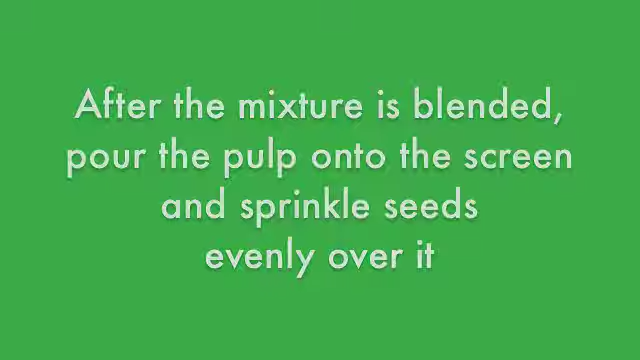 After the mixture is blended,
pour the pulp onto the screen
and sprinkle seeds
evenly over it